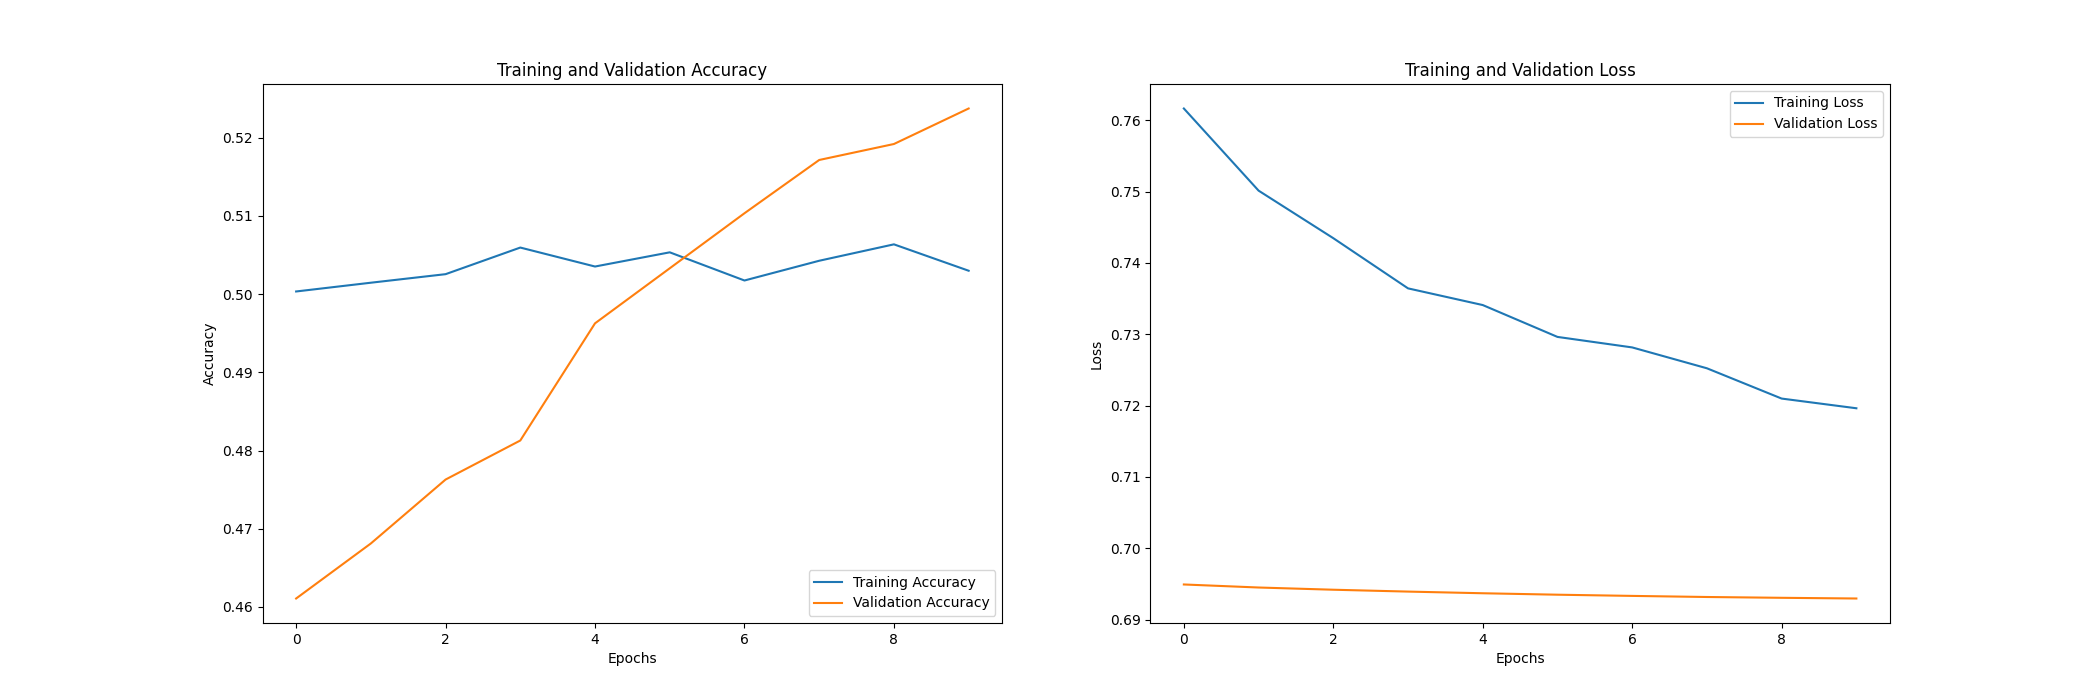 Training and Validation Accuracy
0.52
0.51
0.50
0.49
0.48
0.47
0.46
Accuracy
Training Accuracy
Validation Accuracy
0 2 4 6 8
Epochs
Training and Validation Loss
Training Loss
Validation Loss
0.76
0.75
0.74
0.73
0.72
0.71
0.70
0.69
Loss
0 2 4 6 8
Epochs